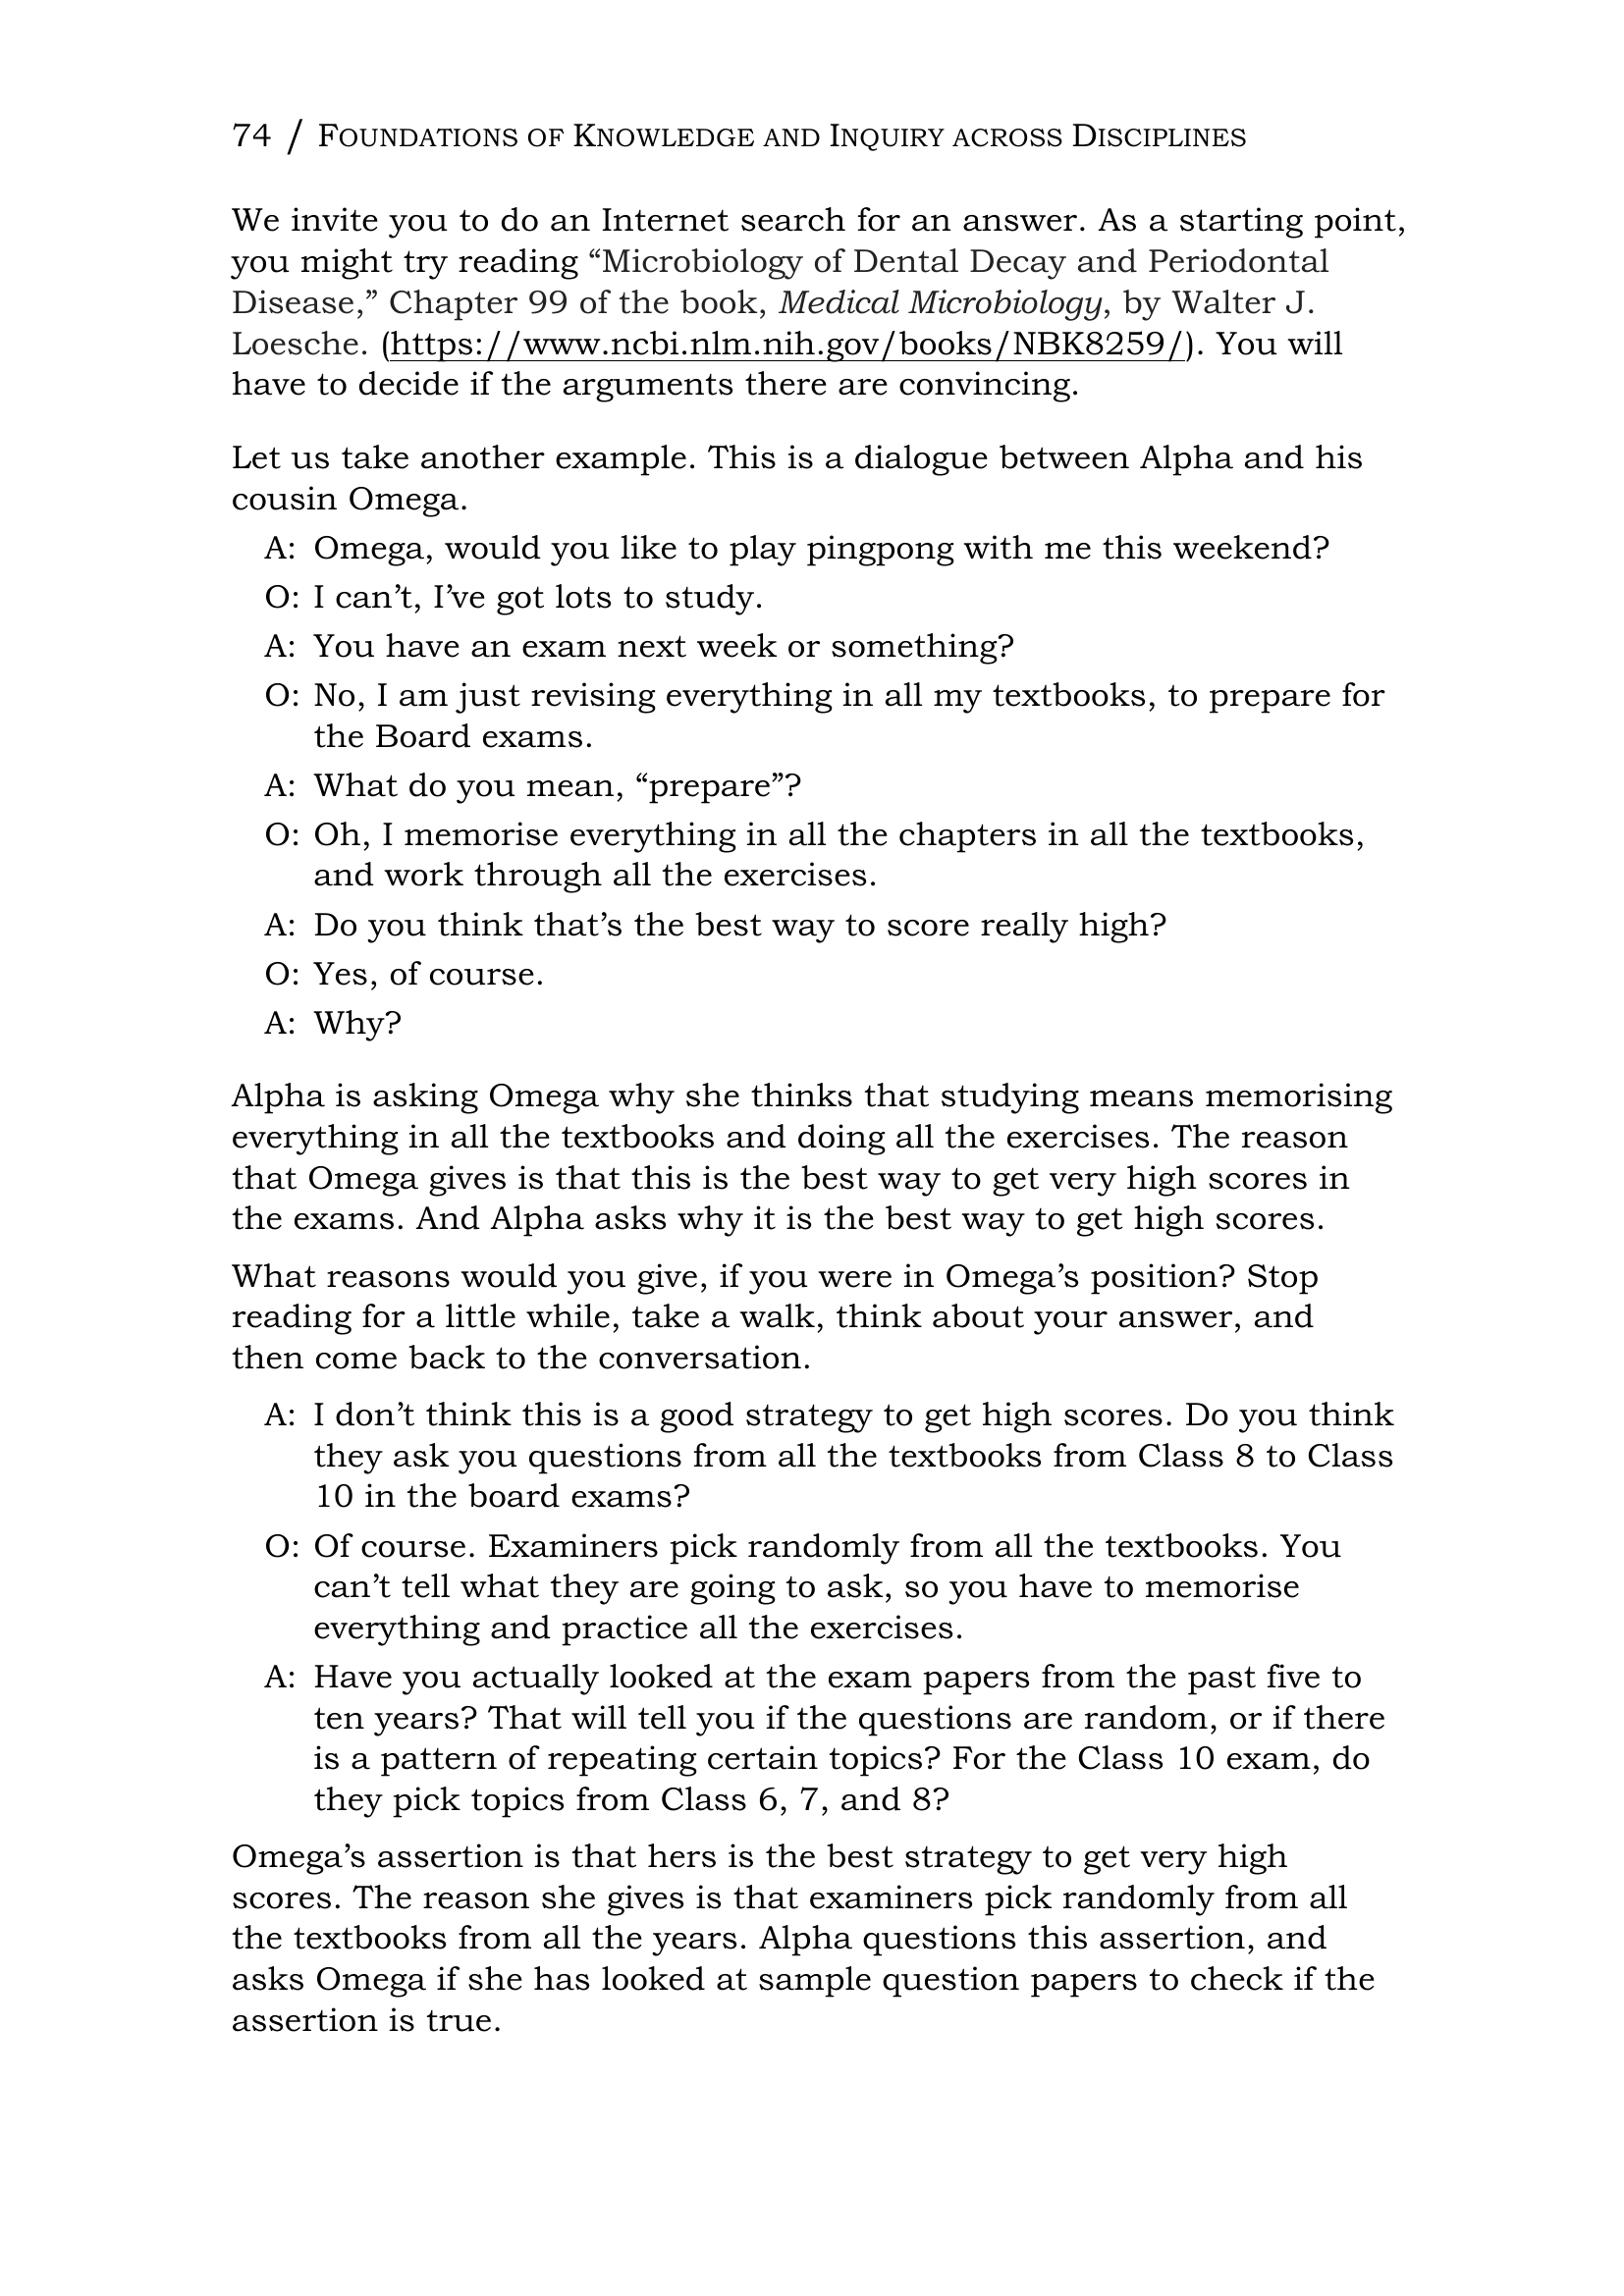 74 / FOUNDATIONS OF KNOWLEDGE AND INQUIRY ACROSS DISCIPLINES
We invite you to do an Internet search for an answer. As a starting point,
you might try reading “Microbiology of Dental Decay and Periodontal
Disease,” Chapter 99 of the book, Medical Microbiology, by Walter J.
Loesche. (https://www.ncbi.nlm.nih.gov/books/NBK8259/). You will
have to decide if the arguments there are convincing.
Let us take another example. This is a dialogue between Alpha and his
cousin Omega.
A: Omega, would you like to play pingpong with me this weekend?
O: I can’t, I’ve got lots to study.
A: You have an exam next week or something?
O: No, I am just revising everything in all my textbooks, to prepare for
the Board exams.
A: What do you mean, “prepare”?
O: Oh, I memorise everything in all the chapters in all the textbooks,
and work through all the exercises.
A: Do you think that’s the best way to score really high?
O: Yes, of course.
A: Why?
Alpha is asking Omega why she thinks that studying means memorising
everything in all the textbooks and doing all the exercises. The reason
that Omega gives is that this is the best way to get very high scores in
the exams. And Alpha asks why it is the best way to get high scores.
What reasons would you give, if you were in Omega’s position? Stop
reading for a little while, take a walk, think about your answer, and
then come back to the conversation.
A: I don’t think this is a good strategy to get high scores. Do you think
they ask you questions from all the textbooks from Class 8 to Class
10 in the board exams?
O: Of course. Examiners pick randomly from all the textbooks. You
can’t tell what they are going to ask, so you have to memorise
everything and practice all the exercises.
A: Have you actually looked at the exam papers from the past five to
ten years? That will tell you if the questions are random, or if there
is a pattern of repeating certain topics? For the Class 10 exam, do
they pick topics from Class 6, 7, and 8?
Omega’s assertion is that hers is the best strategy to get very high
scores. The reason she gives is that examiners pick randomly from all
the textbooks from all the years. Alpha questions this assertion, and
asks Omega if she has looked at sample question papers to check if the
assertion is true.